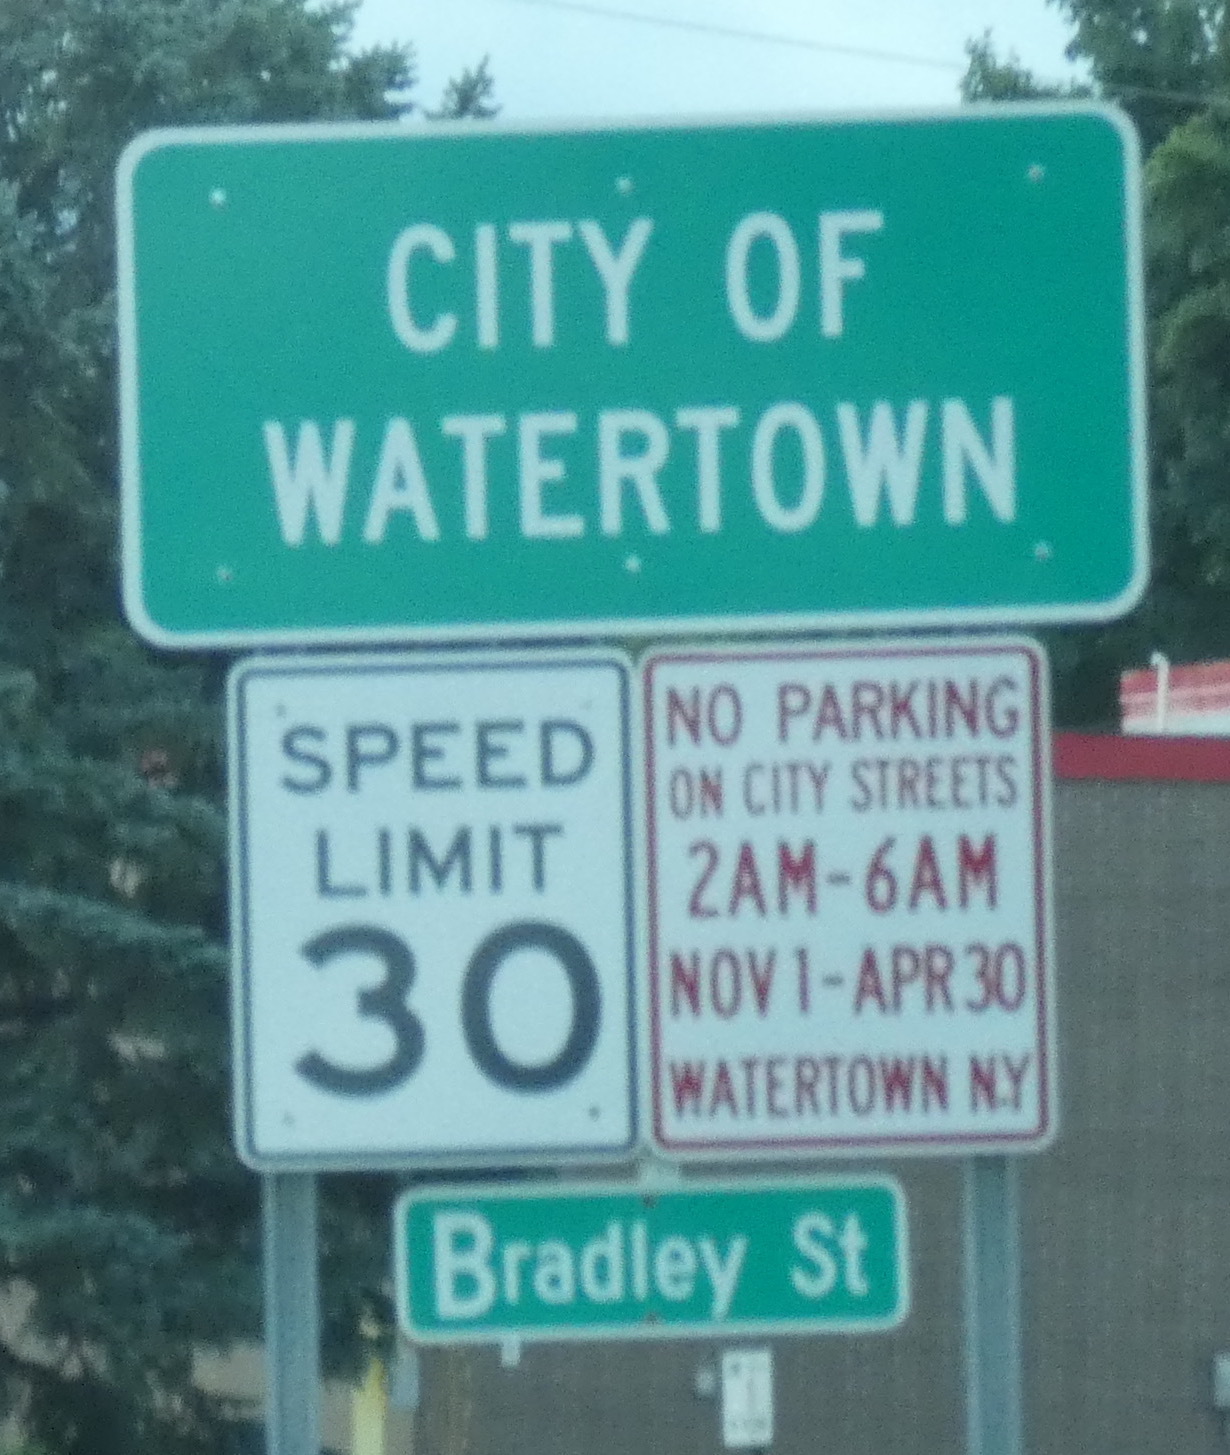 CITY OF
WATERTOWN
SPEED
LIMIT
30
NO PARKING
ON CITY STREETS
2AM-6AM
NOV 1-APR 30
WATERTOWN N.Y
Bradley St